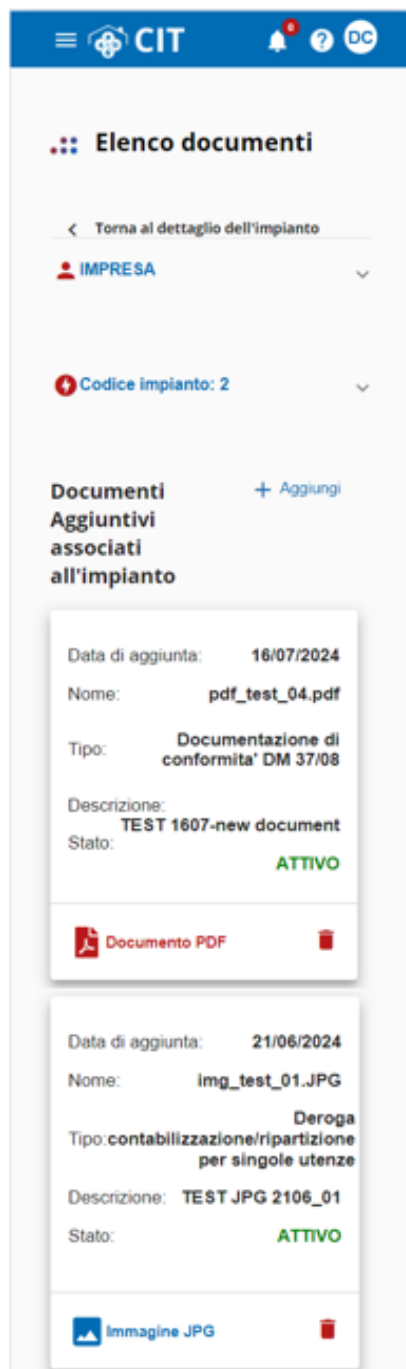 CIT 0 ? DC
Elenco documenti
Torna al dettaglio dell'impianto
IMPRESA
Codice impianto: 2
Documenti
Aggiuntivi
associati
all'impianto
+ Aggiungi
Data di aggiunta: 16/07/2024
Nome: pdf_test_04.pdf
Tipo: Documentazione di
conformita' DM 37/08
Descrizione:
TEST 1607-new document
Stato:
ATTIVO
Documento PDF
Data di aggiunta: 21/06/2024
Nome: img_test_01.JPG
Deroga
Tipo:contabilizzazione/ripartizione
per singole utenze
Descrizione: TEST JPG 2106_01
Stato: ATTIVO
Immagine JPG